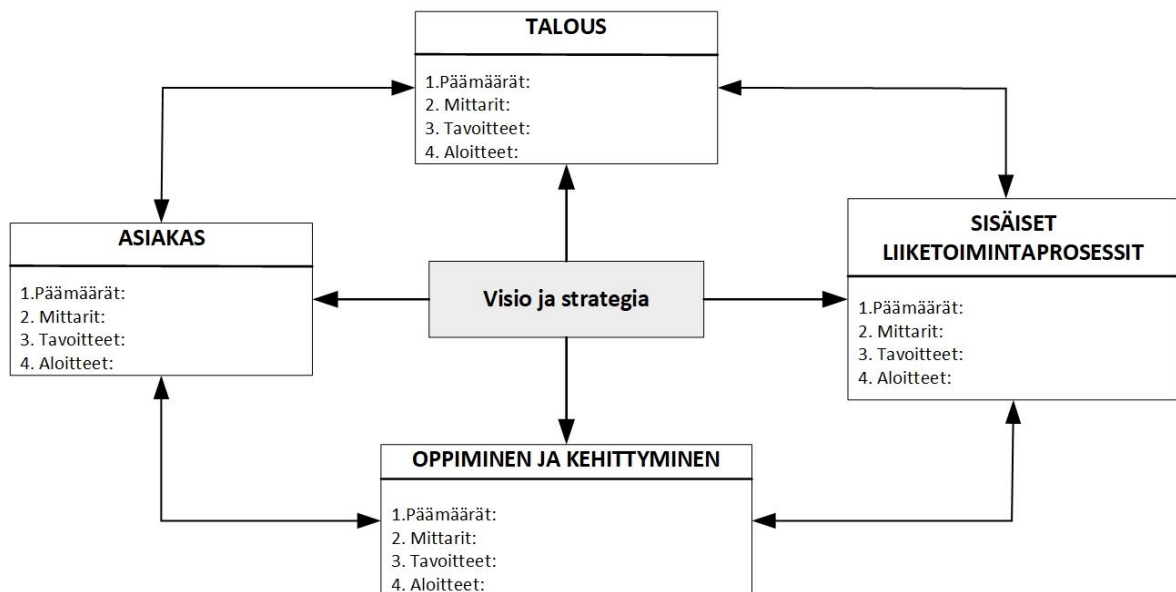 TALOUS
1.Päämäärät:
2. Mittarit:
3. Tavoitteet:
4. Aloitteet:
ASIAKAS
1.Päämäärät:
2. Mittarit:
3. Tavoitteet:
4. Aloitteet:
Visio ja strategia
SISÄISET
LIIKETOIMINTAPROSESSIT
1.Päämäärät:
2. Mittarit:
3. Tavoitteet:
4. Aloitteet:
OPPIMINEN JA KEHITTYMINEN
1.Päämäärät:
2. Mittarit:
3. Tavoitteet:
4. Aloitteet: